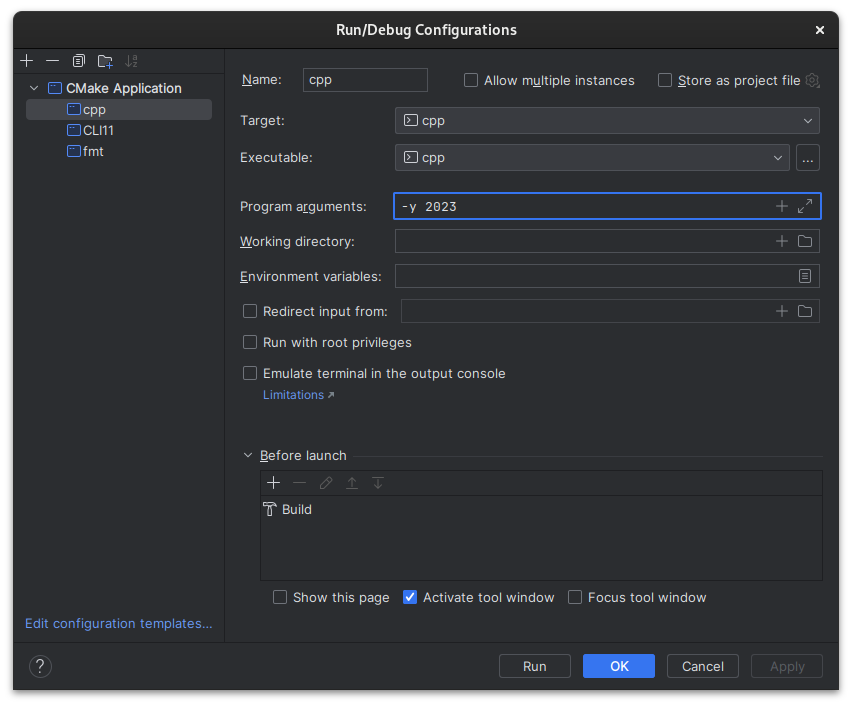 Run/Debug Configurations
CMake Application
cpp
CLI11
fmt
Name: cpp Allow multiple instances Store as project file
Target: cpp
Executable: cpp ...
Program arguments: -y 2023
Working directory:
Environment variables:
Redirect input from:
Run with root privileges
Emulate terminal in the output console
Limitations ↗
Before launch
Build
Show this page Activate tool window Focus tool window
Edit configuration templates...
? Run OK Cancel Apply